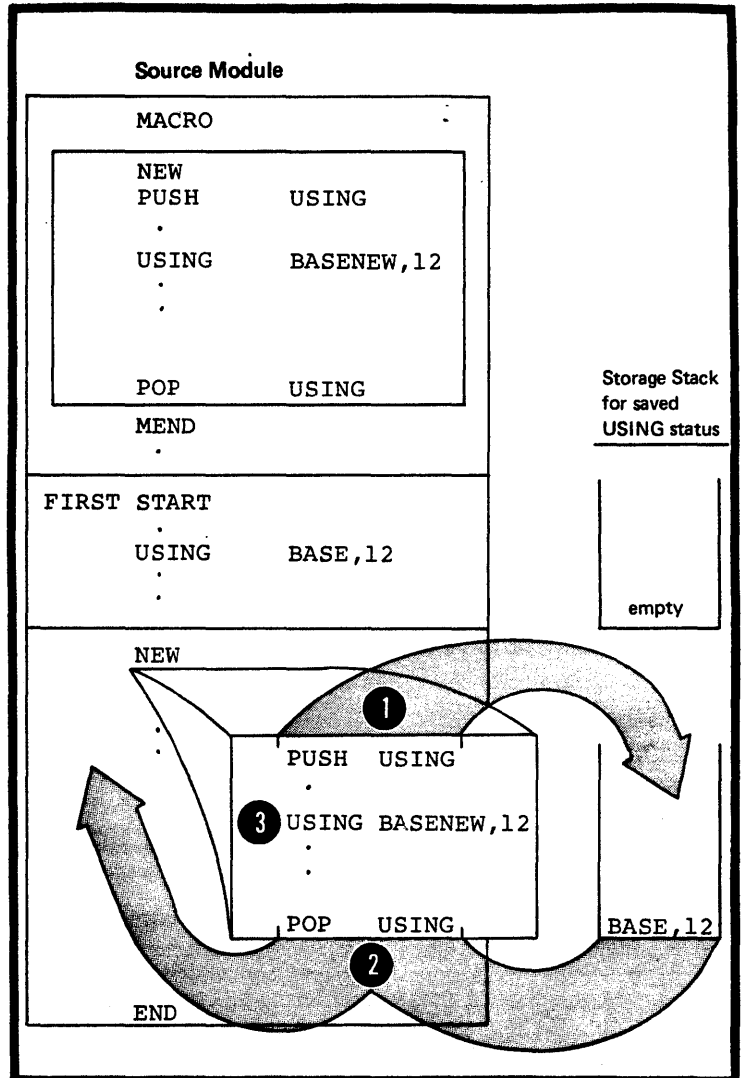 Source Module
MACRO
NEW
PUSH USING
.
USING BASENEW,12
.
.
POP USING
MEND
.
Storage Stack
for saved
USING status
FIRST START
.
USING BASE,12
.
.
empty
NEW
.
.
.
1
PUSH USING
.
3 USING BASENEW,12
.
.
POP USING
BASE,12
2
END